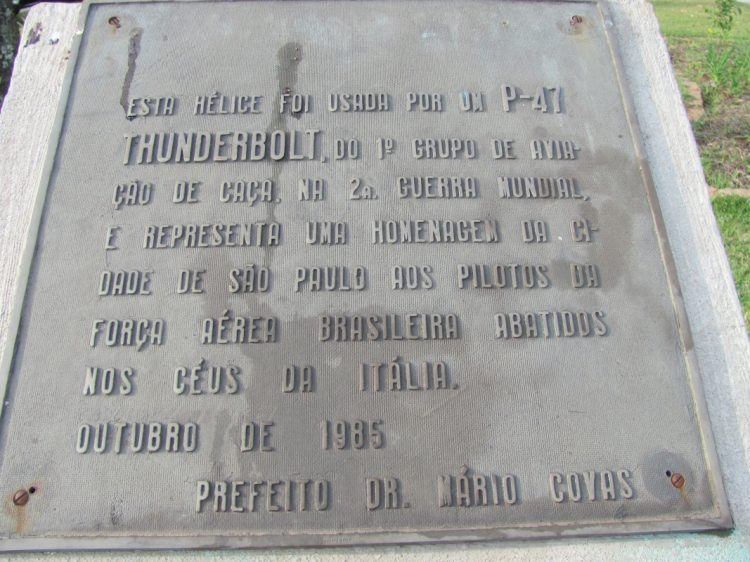 ESTA HÉLICE FOI USADA POR UM P-47
THUNDERBOLT, DO 1º GRUPO DE AVIA-
ÇÃO DE CAÇA, NA 2a. GUERRA MUNDIAL,
E REPRESENTA UMA HOMENAGEM DA CI-
DADE DE SÃO PAULO AOS PILOTOS DA
FORÇA AÉREA BRASILEIRA ABATIDOS
NOS CÉUS DA ITÁLIA.
OUTUBRO DE 1985
PREFEITO DR. MÁRIO COVAS